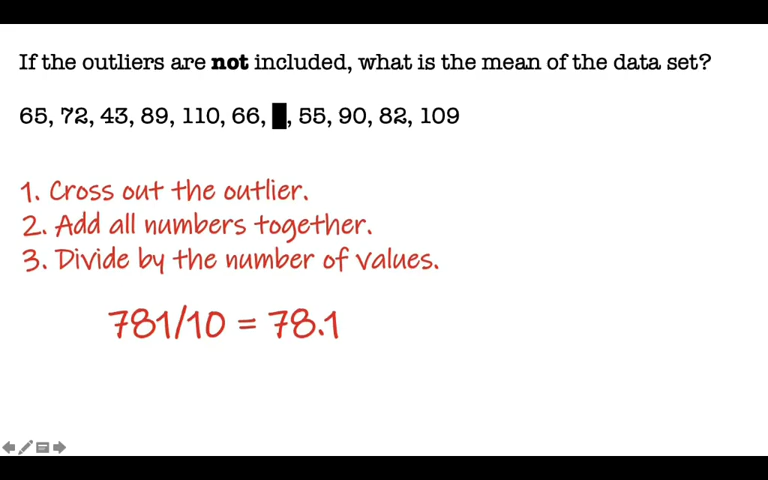 If the outliers are not included, what is the mean of the data set?
65, 72, 43, 89, 110, 66, , 55, 90, 82, 109
1. Cross out the outlier.
2. Add all numbers together.
3. Divide by the number of values.
781/10 = 78.1